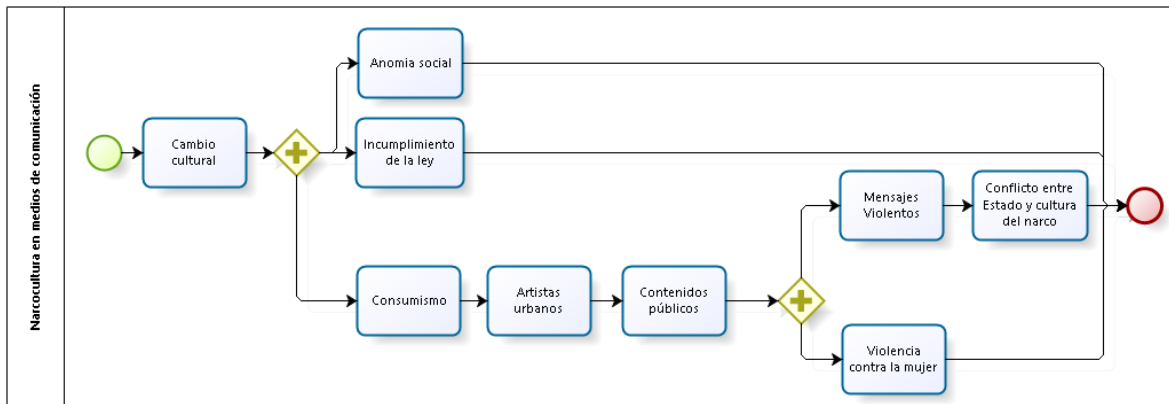 Narcocultura en medios de comunicación
Anomia social
Cambio
cultural
Incumplimiento
de la ley
Mensajes
Violentos
Conflicto entre
Estado y cultura
del narco
Consumismo
Artistas
urbanos
Contenidos
públicos
Violencia
contra la mujer